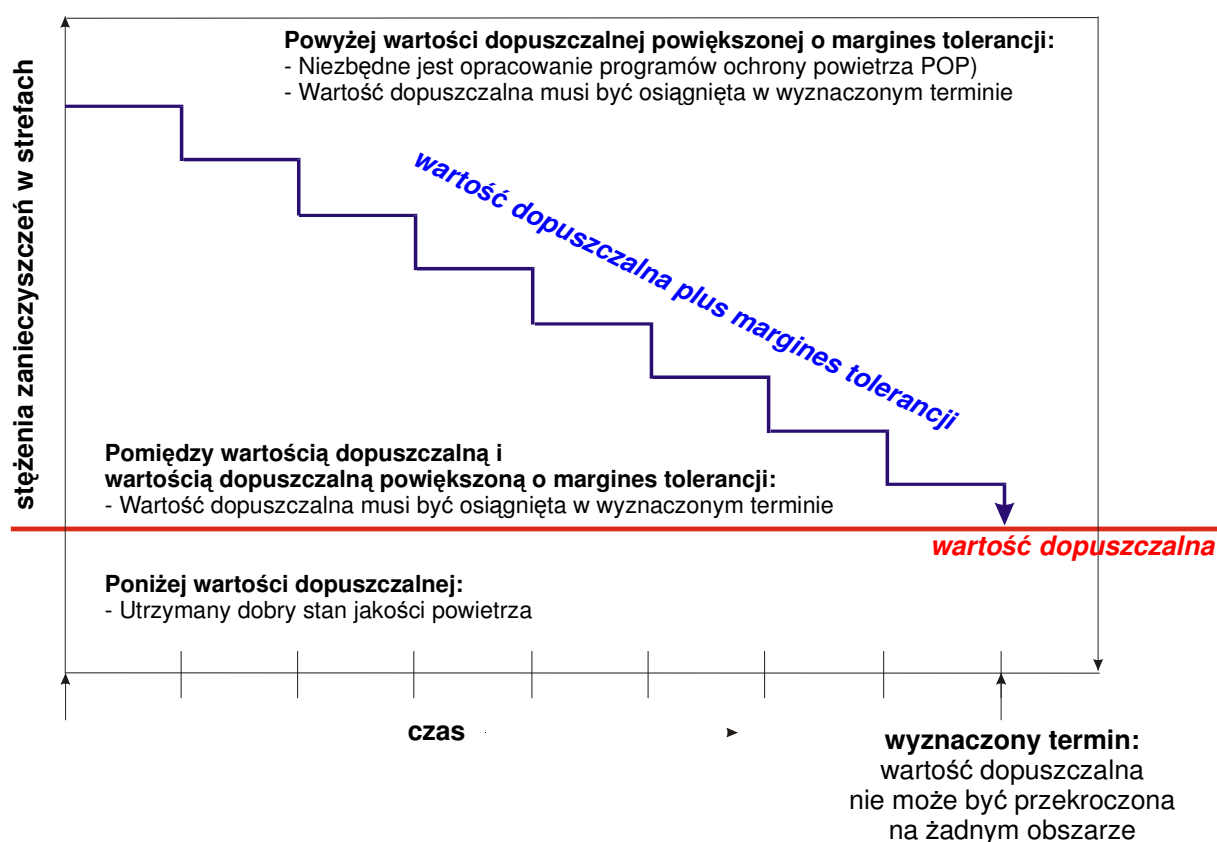 Powyżej wartości dopuszczalnej powiększonej o margines tolerancji:
- Niezbędne jest opracowanie programów ochrony powietrza POP)
- Wartość dopuszczalna musi być osiągnięta w wyznaczonym terminie
stężenia zanieczyszczeń w strefach
wartość dopuszczalna plus margines tolerancji
Pomiędzy wartością dopuszczalną i
wartością dopuszczalną powiększoną o margines tolerancji:
- Wartość dopuszczalna musi być osiągnięta w wyznaczonym terminie
wartość dopuszczalna
Poniżej wartości dopuszczalnej:
- Utrzymany dobry stan jakości powietrza
czas
wyznaczony termin:
wartość dopuszczalna
nie może być przekroczona
na żadnym obszarze